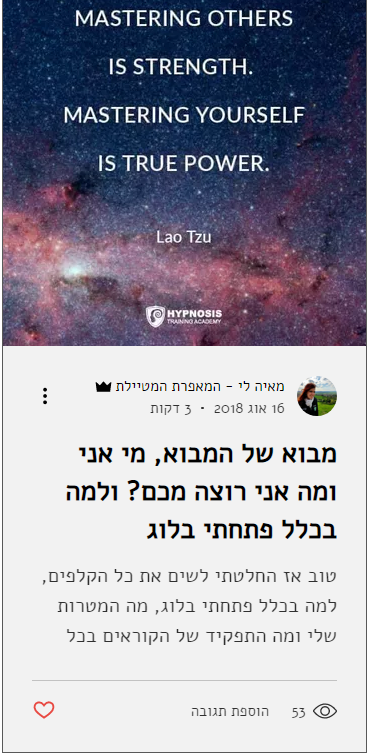 MASTERING OTHERS
IS STRENGTH.
MASTERING YOURSELF
IS TRUE POWER.
Lao Tzu
HYPNOSIS
TRAINING ACADEMY
מאיה לי - המאפרת המטיילת
16 אוג 2018 · 3 דקות
מבוא של המבוא, מי אני
ומה אני רוצה מכם? ולמה
בכלל פתחתי בלוג
טוב אז החלטתי לשים את כל הקלפים,
למה בכלל פתחתי בלוג, מה המטרות
שלי ומה התפקיד של הקוראים בכל
53 הוספת תגובה